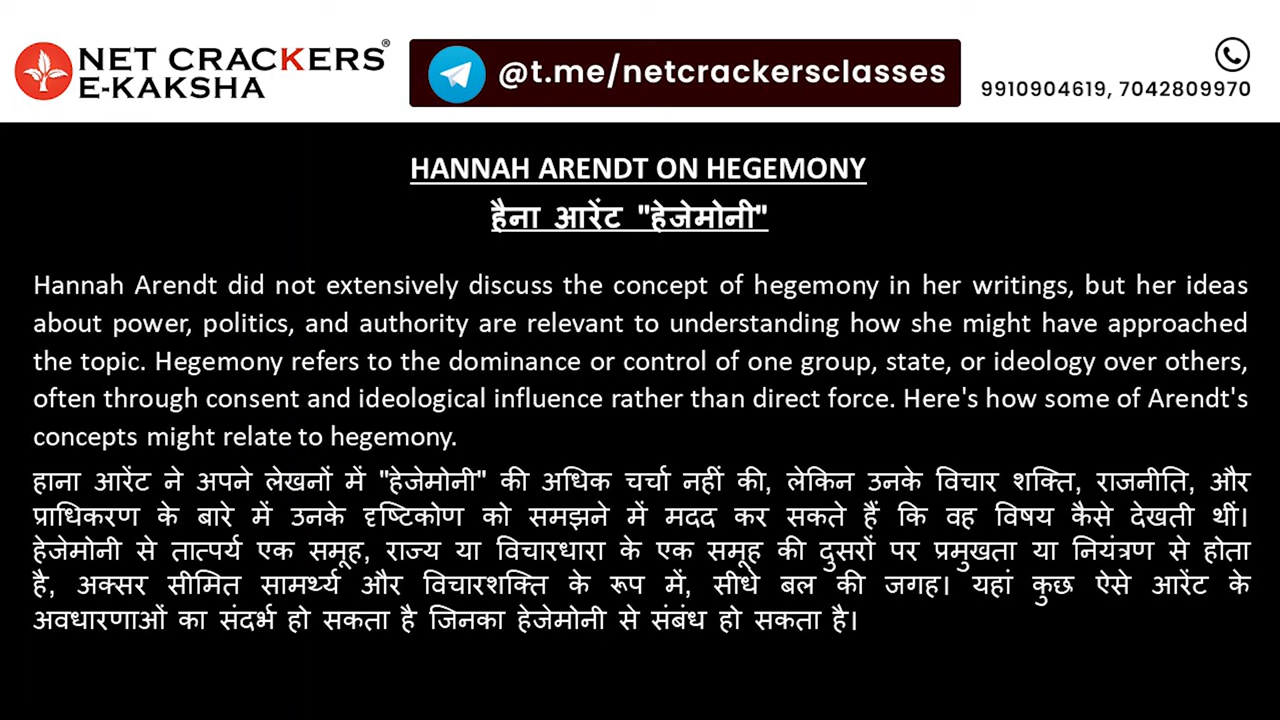 NET CRACKERS®
E-KAKSHA
@t.me/netcrackersclasses
9910904619, 7042809970
HANNAH ARENDT ON HEGEMONY
हैना आरेंट "हेजेमोनी"
Hannah Arendt did not extensively discuss the concept of hegemony in her writings, but her ideas
about power, politics, and authority are relevant to understanding how she might have approached
the topic. Hegemony refers to the dominance or control of one group, state, or ideology over others,
often through consent and ideological influence rather than direct force. Here's how some of Arendt's
concepts might relate to hegemony.
हाना आरेंट ने अपने लेखनों में "हेजेमोनी" की अधिक चर्चा नहीं की, लेकिन उनके विचार शक्ति, राजनीति, और
प्राधिकरण के बारे में उनके दृष्टिकोण को समझने में मदद कर सकते हैं कि वह विषय कैसे देखती थीं।
हेजेमोनी से तात्पर्य एक समूह, राज्य या विचारधारा के एक समूह की दुसरों पर प्रमुखता या नियंत्रण से होता
है, अक्सर सीमित सामर्थ्य और विचारशक्ति के रूप में, सीधे बल की जगह। यहां कुछ ऐसे आरेंट के
अवधारणाओं का संदर्भ हो सकता है जिनका हेजेमोनी से संबंध हो सकता है।